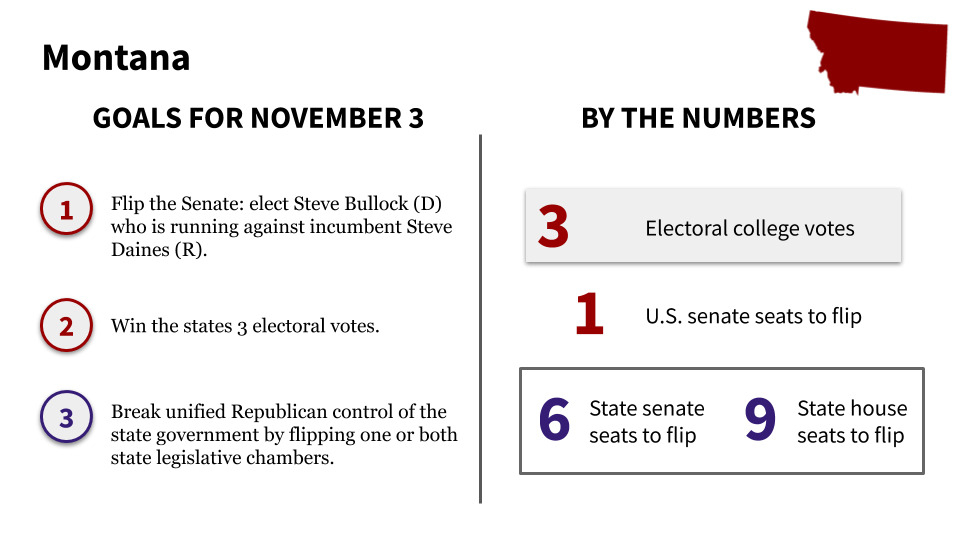 Montana
GOALS FOR NOVEMBER 3
1
Flip the Senate: elect Steve Bullock (D)
who is running against incumbent Steve
Daines (R).
2
Win the states 3 electoral votes.
3
Break unified Republican control of the
state government by flipping one or both
state legislative chambers.
BY THE NUMBERS
3 Electoral college votes
1 U.S. senate seats to flip
6 State senate
seats to flip
9 State house
seats to flip